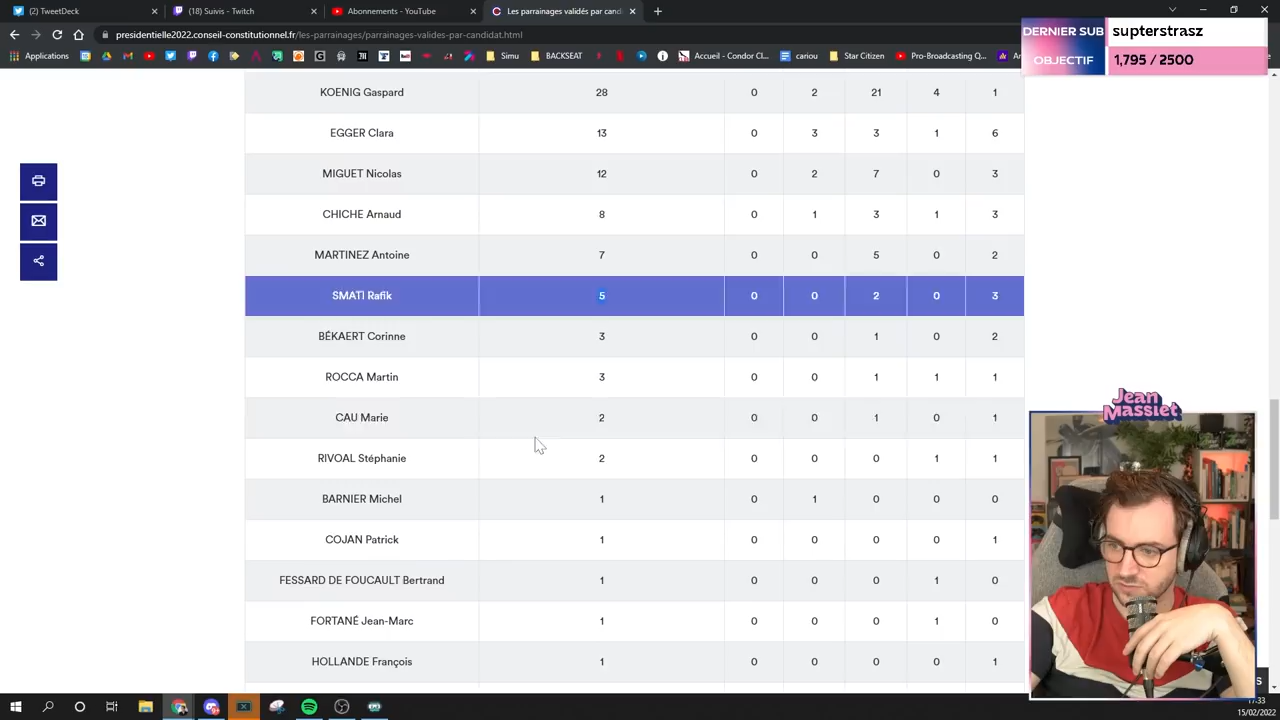 (2) TweetDeck
(18) Suivis - Twitch
Abonnements - YouTube
Les parrainages validés par cand
presidentielle2022.conseil-constitutionnel.fr/les-parrainages/parrainages-valides-par-candidat.html
Applications
Simu
BACKSEAT
Accueil - Condor Cl...
cariou
Star Citizen
Pro-Broadcasting Q...
DERNIER SUB supterstrasz
OBJECTIF 1,795 / 2500
KOENIG Gaspard 28 0 2 21 4 1
EGGER Clara 13 0 3 3 1 6
MIGUET Nicolas 12 0 2 7 0 3
CHICHE Arnaud 8 0 1 3 1 3
MARTINEZ Antoine 7 0 0 5 0 2
SMATI Rafik 5 0 0 2 0 3
BÉKAERT Corinne 3 0 0 1 0 2
ROCCA Martin 3 0 0 1 1 1
CAU Marie 2 0 0 1 0 1
RIVOAL Stéphanie 2 0 0 0 1 1
BARNIER Michel 1 0 1 0 0 0
COJAN Patrick 1 0 0 0 0 1
FESSARD DE FOUCAULT Bertrand 1 0 0 0 1 0
FORTANÉ Jean-Marc 1 0 0 0 1 0
HOLLANDE François 1 0 0 0 0 1
Jean
Massiet
17:33
15/02/2022